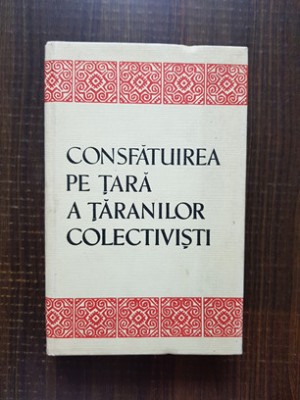 CONSFĂTUIREA
PE ȚARĂ
A ȚĂRANILOR
COLECTIVIȘTI